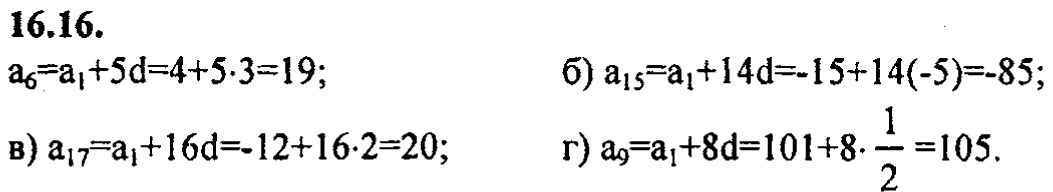 16.16.
a₆=a₁+5d=4+5·3=19; б) a₁₅=a₁+14d=-15+14(-5)=-85;
в) a₁₇=a₁+16d=-12+16·2=20; г) a₉=a₁+8d=101+8·1/2=105.